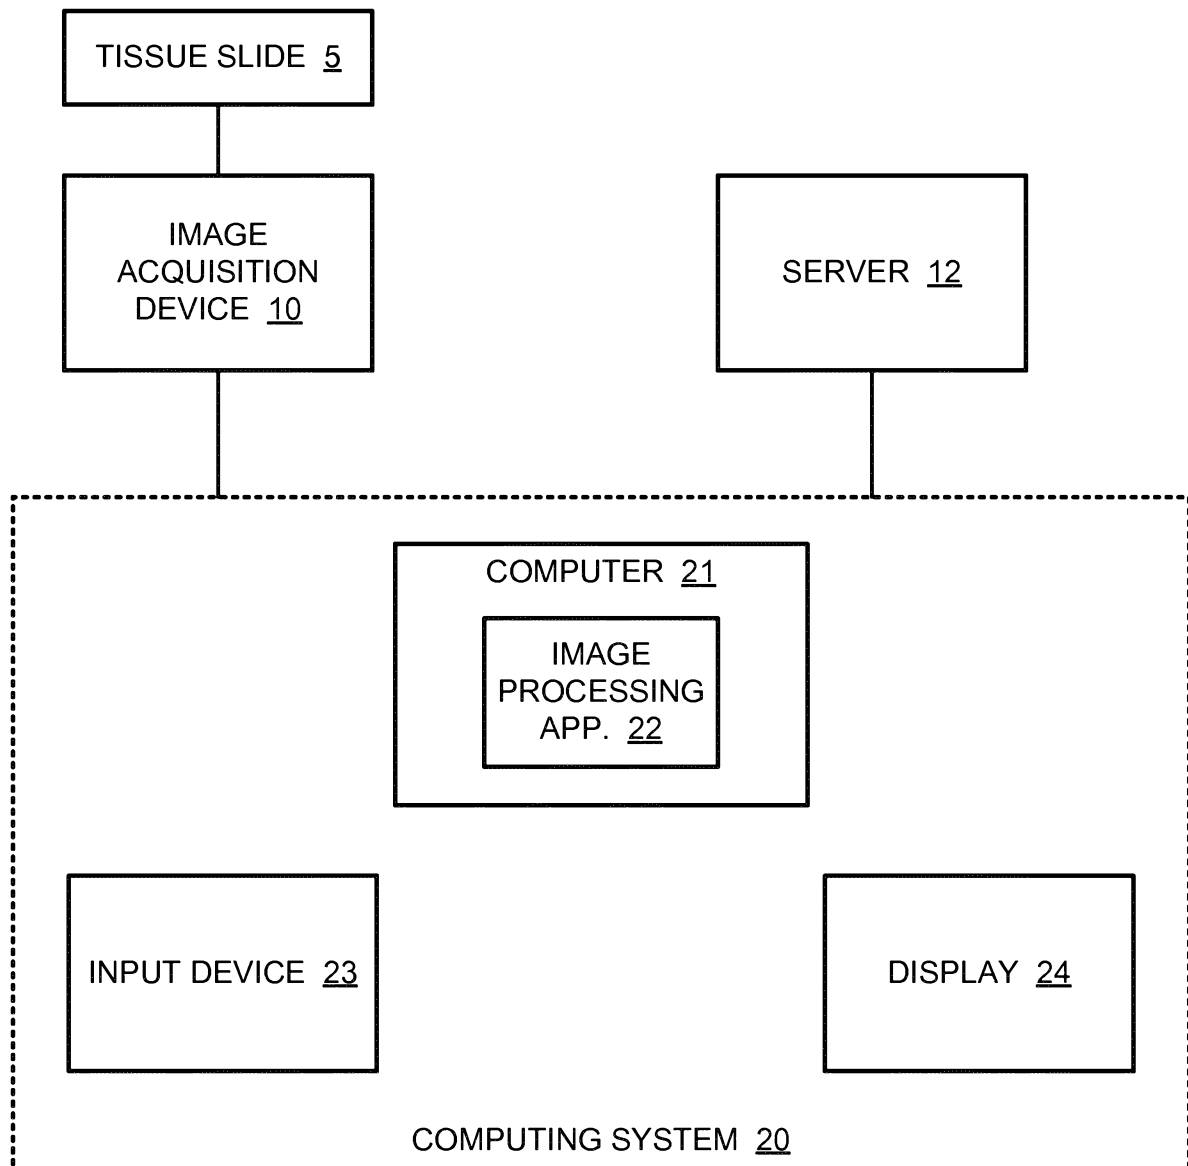 TISSUE SLIDE 5
IMAGE
ACQUISITION
DEVICE 10
SERVER 12
COMPUTER 21
IMAGE
PROCESSING
APP. 22
INPUT DEVICE 23
DISPLAY 24
COMPUTING SYSTEM 20